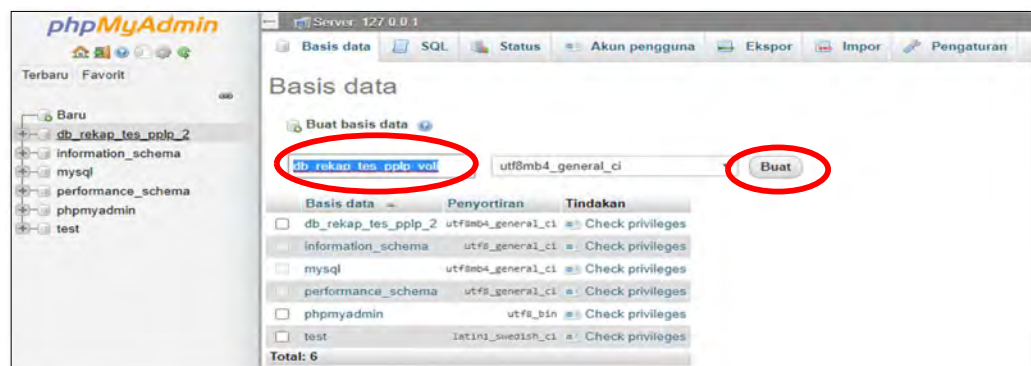 phpMyAdmin
Terbaru Favorit
Baru
db_rekap_tes_pplp_2
information_schema
mysql
performance_schema
phpmyadmin
test
Server: 127.0.0.1
Basis data SQL Status Akun pengguna Ekspor Impor Pengaturan
Basis data
Buat basis data
db_rekap_tes_pplp_voli utf8mb4_general_ci Buat
Basis data Penyortiran Tindakan
db_rekap_tes_pplp_2 utf8mb4_general_ci Check privileges
information_schema utf8_general_ci Check privileges
mysql utf8mb4_general_ci Check privileges
performance_schema utf8_general_ci Check privileges
phpmyadmin utf8_bin Check privileges
test latin1_swedish_ci Check privileges
Total: 6